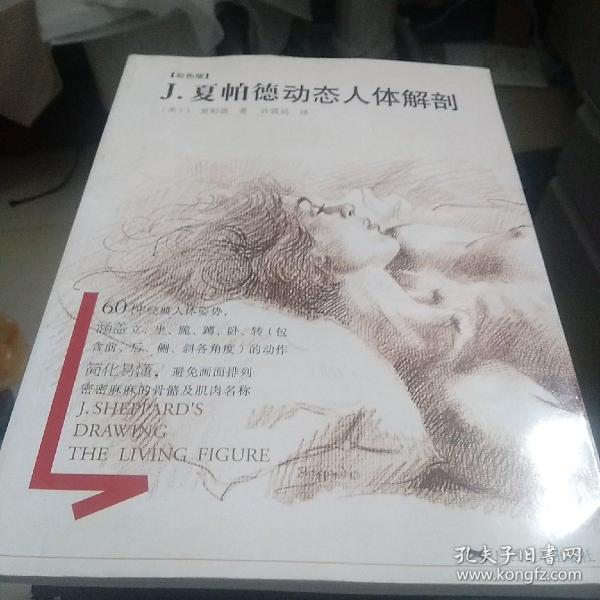 【彩色版】
J.夏帕德动态人体解剖
60种经典人体姿势，
涵盖立、坐、跪、蹲、卧、转（包
含前、后、侧、斜各角度）的动作
简化易懂，避免画面排列
密密麻麻的骨骼及肌肉名称
J. SHEPPARD'S
DRAWING
THE LIVING FIGURE
孔夫子旧书网
www.kongfz.com